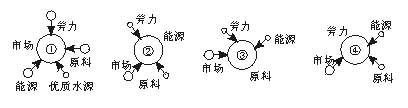 劳力
市场
①
原料
能源
优质水源
劳力
能源
②
市场
原料
劳力
能源
③
市场
原料
劳力
能源
④
市场
原料